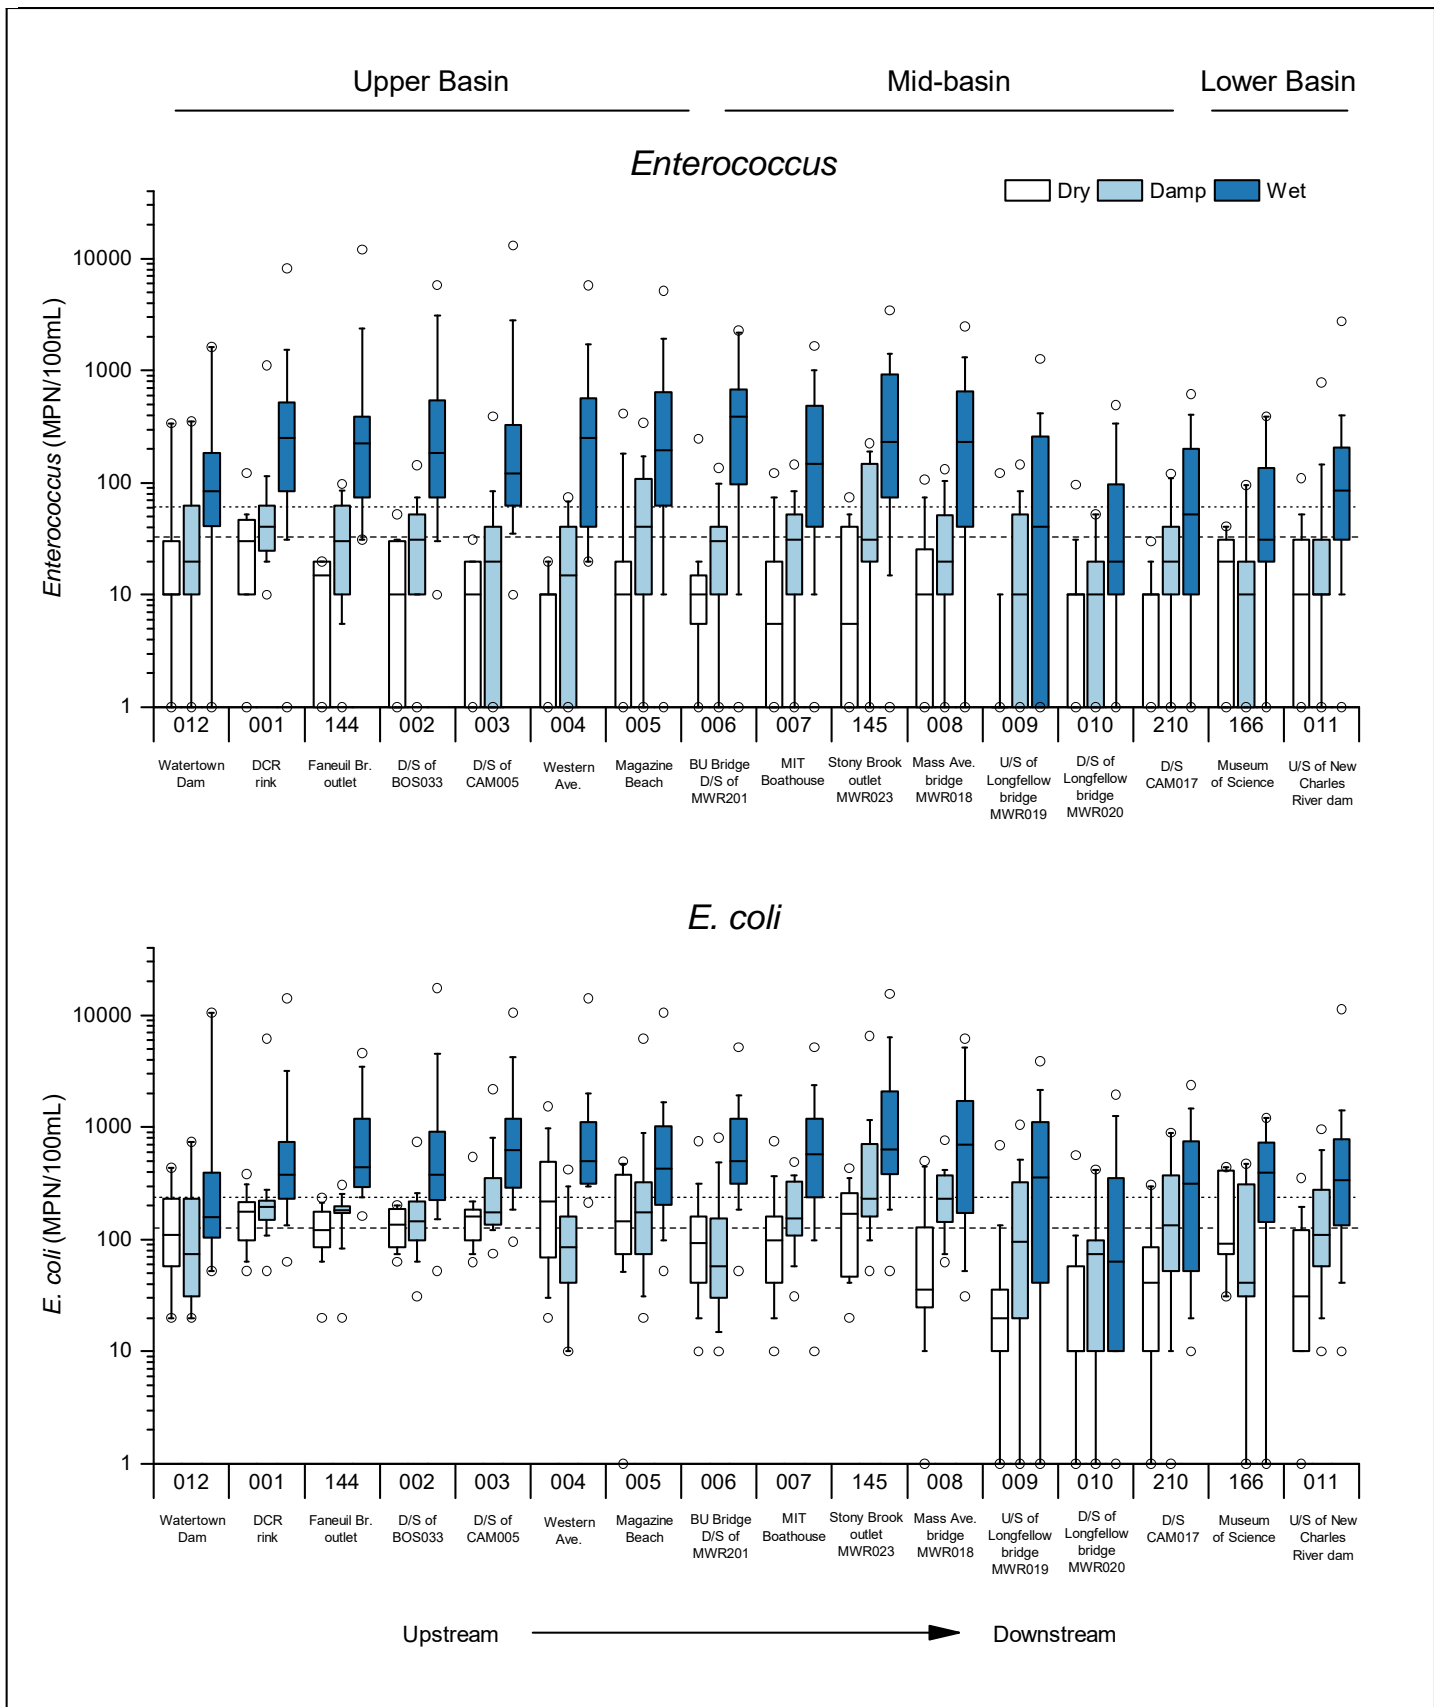 Upper Basin Mid-basin Lower Basin
Enterococcus
Dry Damp Wet
Enterococcus (MPN/100mL)
10000
1000
100
10
1
012 001 144 002 003 004 005 006 007 145 008 009 010 210 166 011
Watertown Dam
DCR rink
Faneuil Br. outlet
D/S of BOS033
D/S of CAM005
Western Ave.
Magazine Beach
BU Bridge D/S of MWR201
MIT Boathouse
Stony Brook outlet MWR023
Mass Ave. bridge MWR018
U/S of Longfellow bridge MWR019
D/S of Longfellow bridge MWR020
D/S CAM017
Museum of Science
U/S of New Charles River dam
E. coli
E. coli (MPN/100mL)
10000
1000
100
10
1
012 001 144 002 003 004 005 006 007 145 008 009 010 210 166 011
Watertown Dam
DCR rink
Faneuil Br. outlet
D/S of BOS033
D/S of CAM005
Western Ave.
Magazine Beach
BU Bridge D/S of MWR201
MIT Boathouse
Stony Brook outlet MWR023
Mass Ave. bridge MWR018
U/S of Longfellow bridge MWR019
D/S of Longfellow bridge MWR020
D/S CAM017
Museum of Science
U/S of New Charles River dam
Upstream Downstream